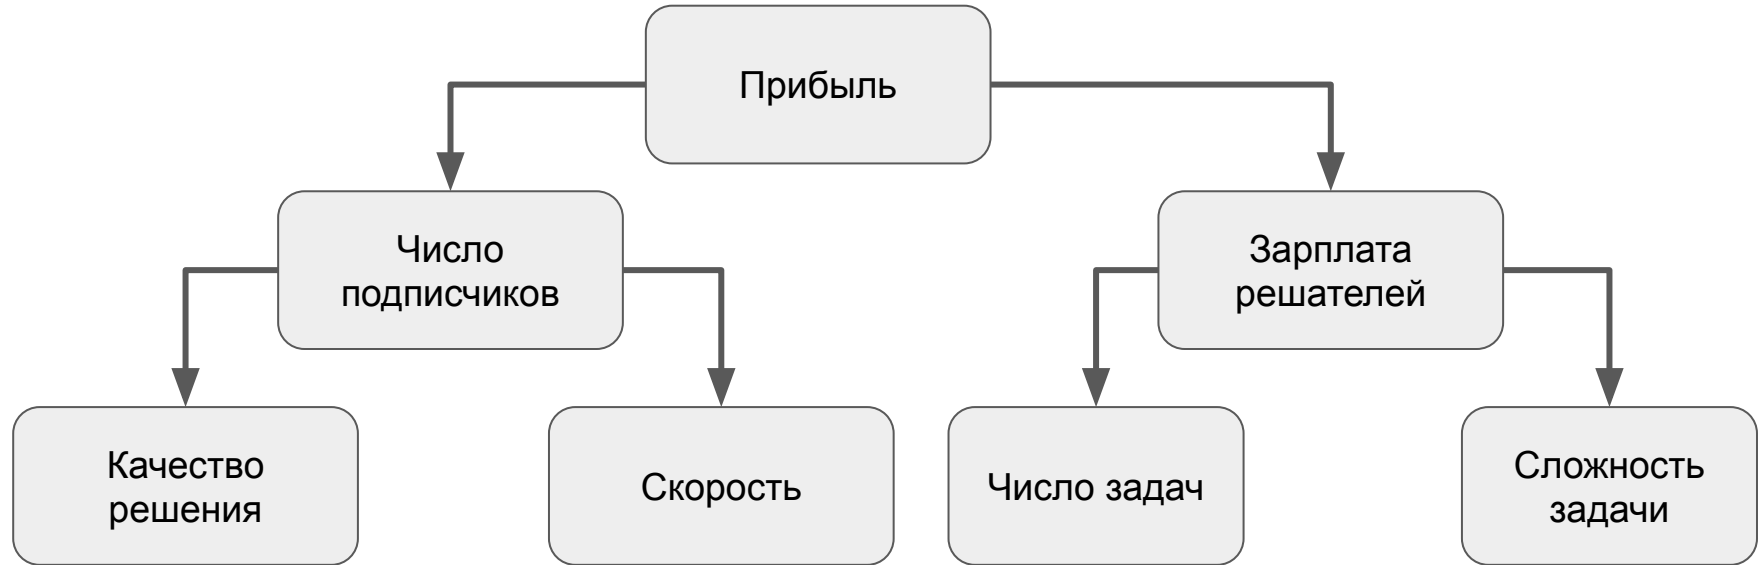 Прибыль
Число
подписчиков
Зарплата
решателей
Качество
решения
Скорость
Число задач
Сложность
задачи